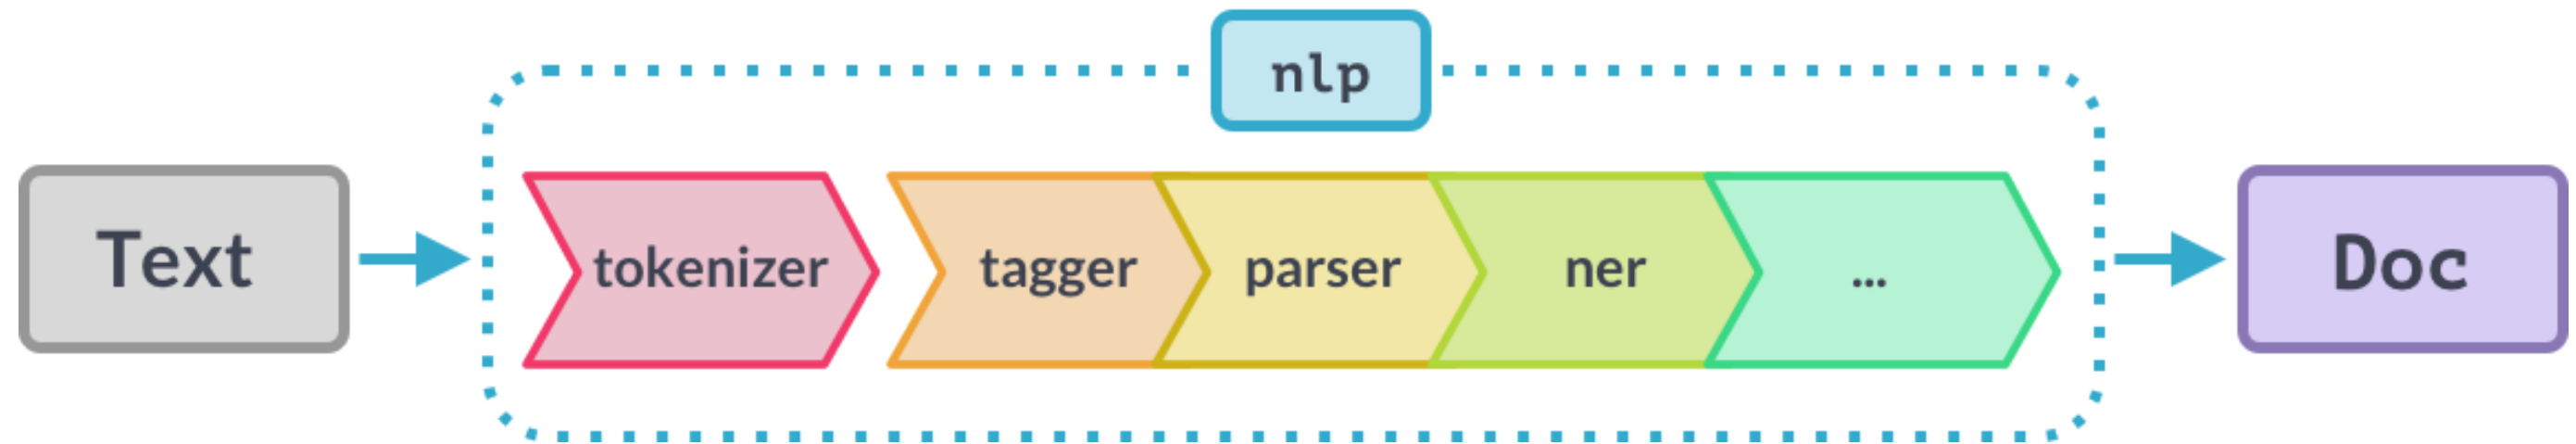 nlp
Text
tokenizer
tagger
parser
ner
...
Doc